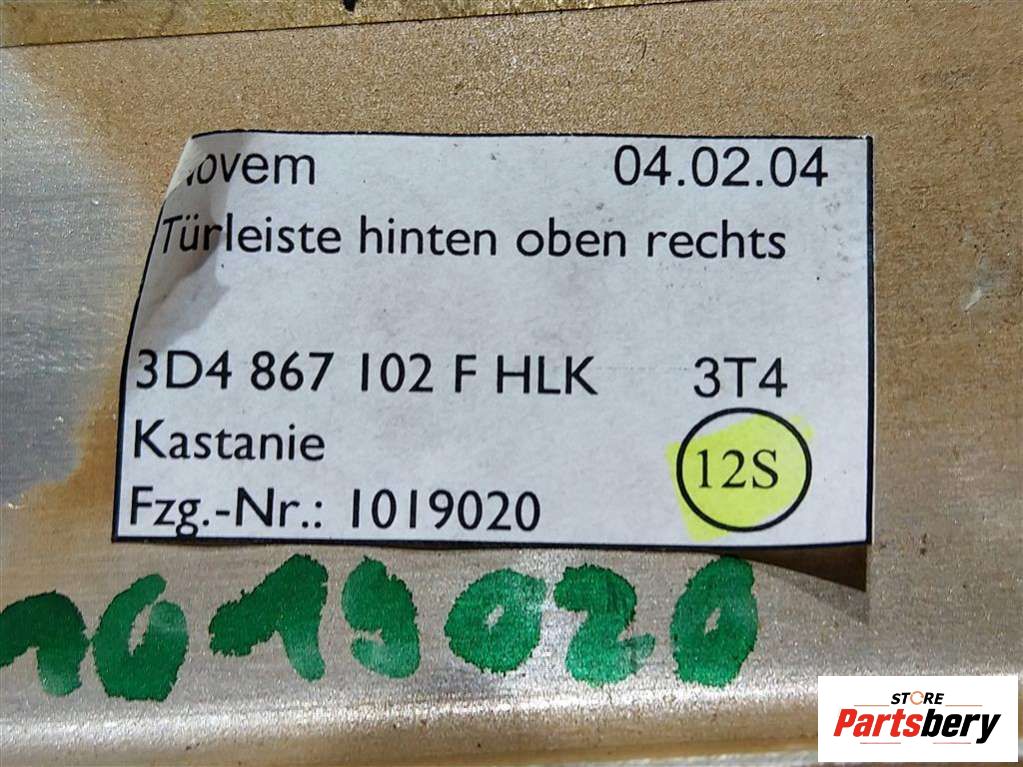 04.02.04
Türleiste hinten oben rechts
3D4 867 102 F HLK 3T4
Kastanie
12S
Fzg.-Nr.: 1019020
1019020
STORE
Partsbery